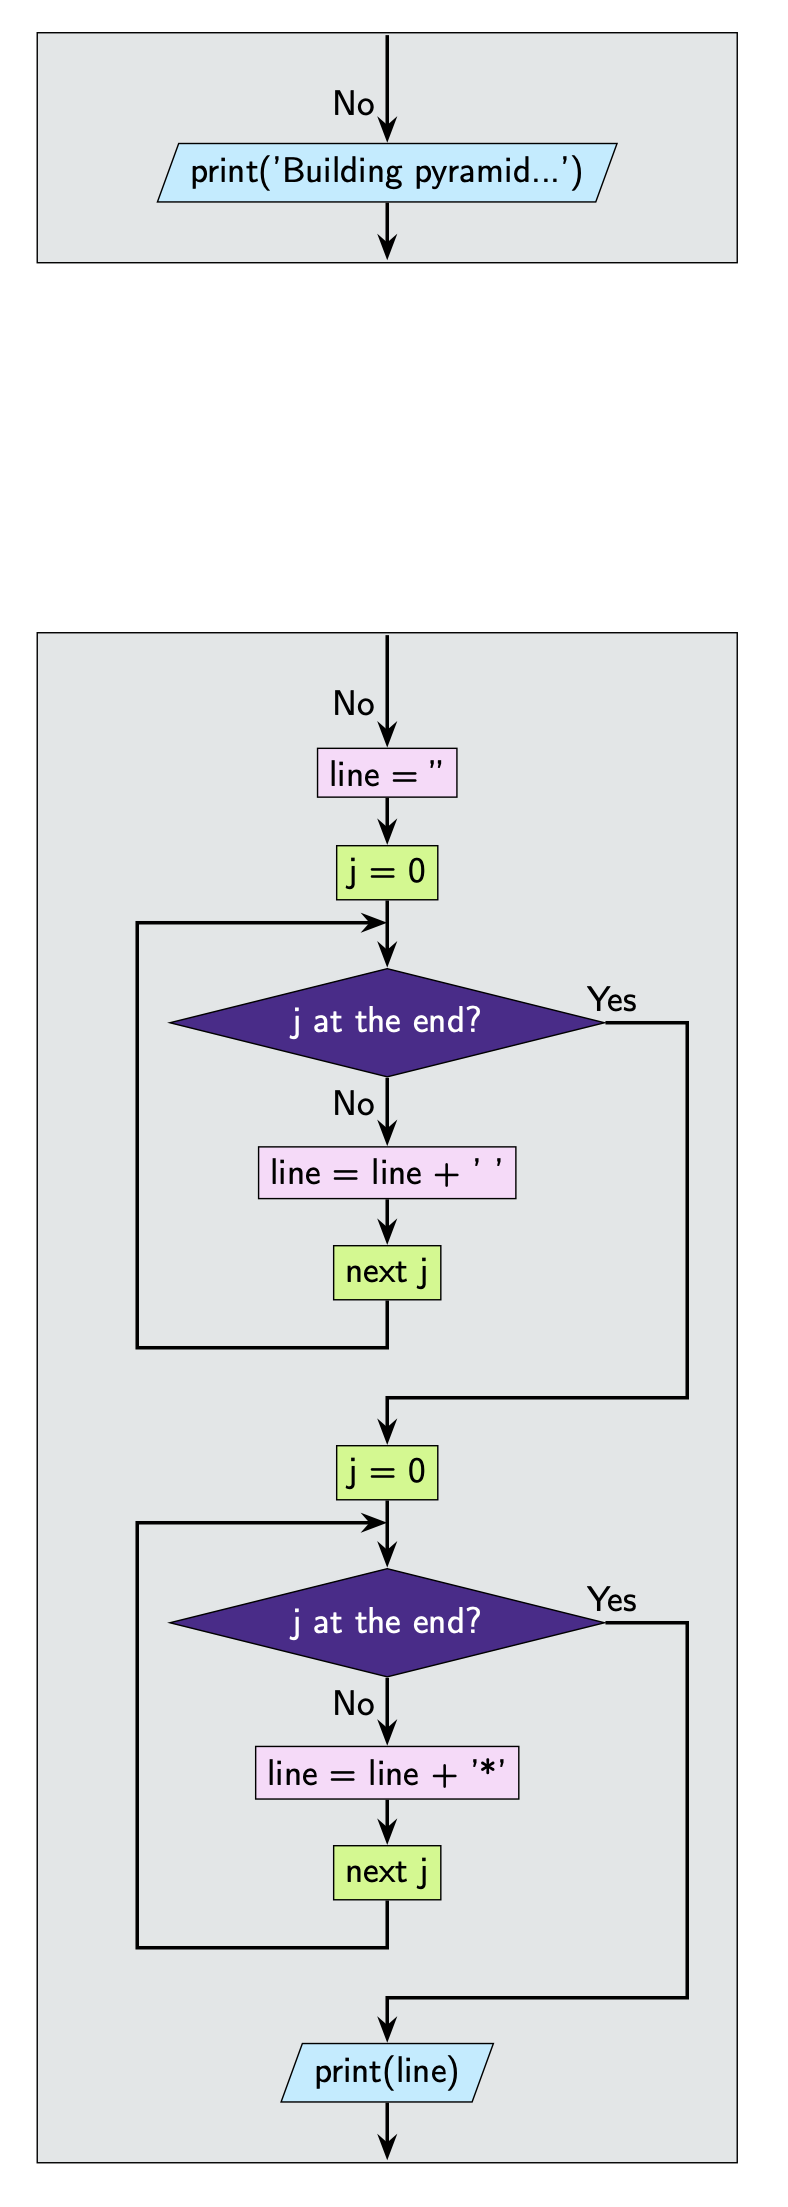 No
print('Building pyramid...')
No
line = ''
j = 0
j at the end?
Yes
No
line = line + ' '
next j
j = 0
j at the end?
Yes
No
line = line + '*'
next j
print(line)